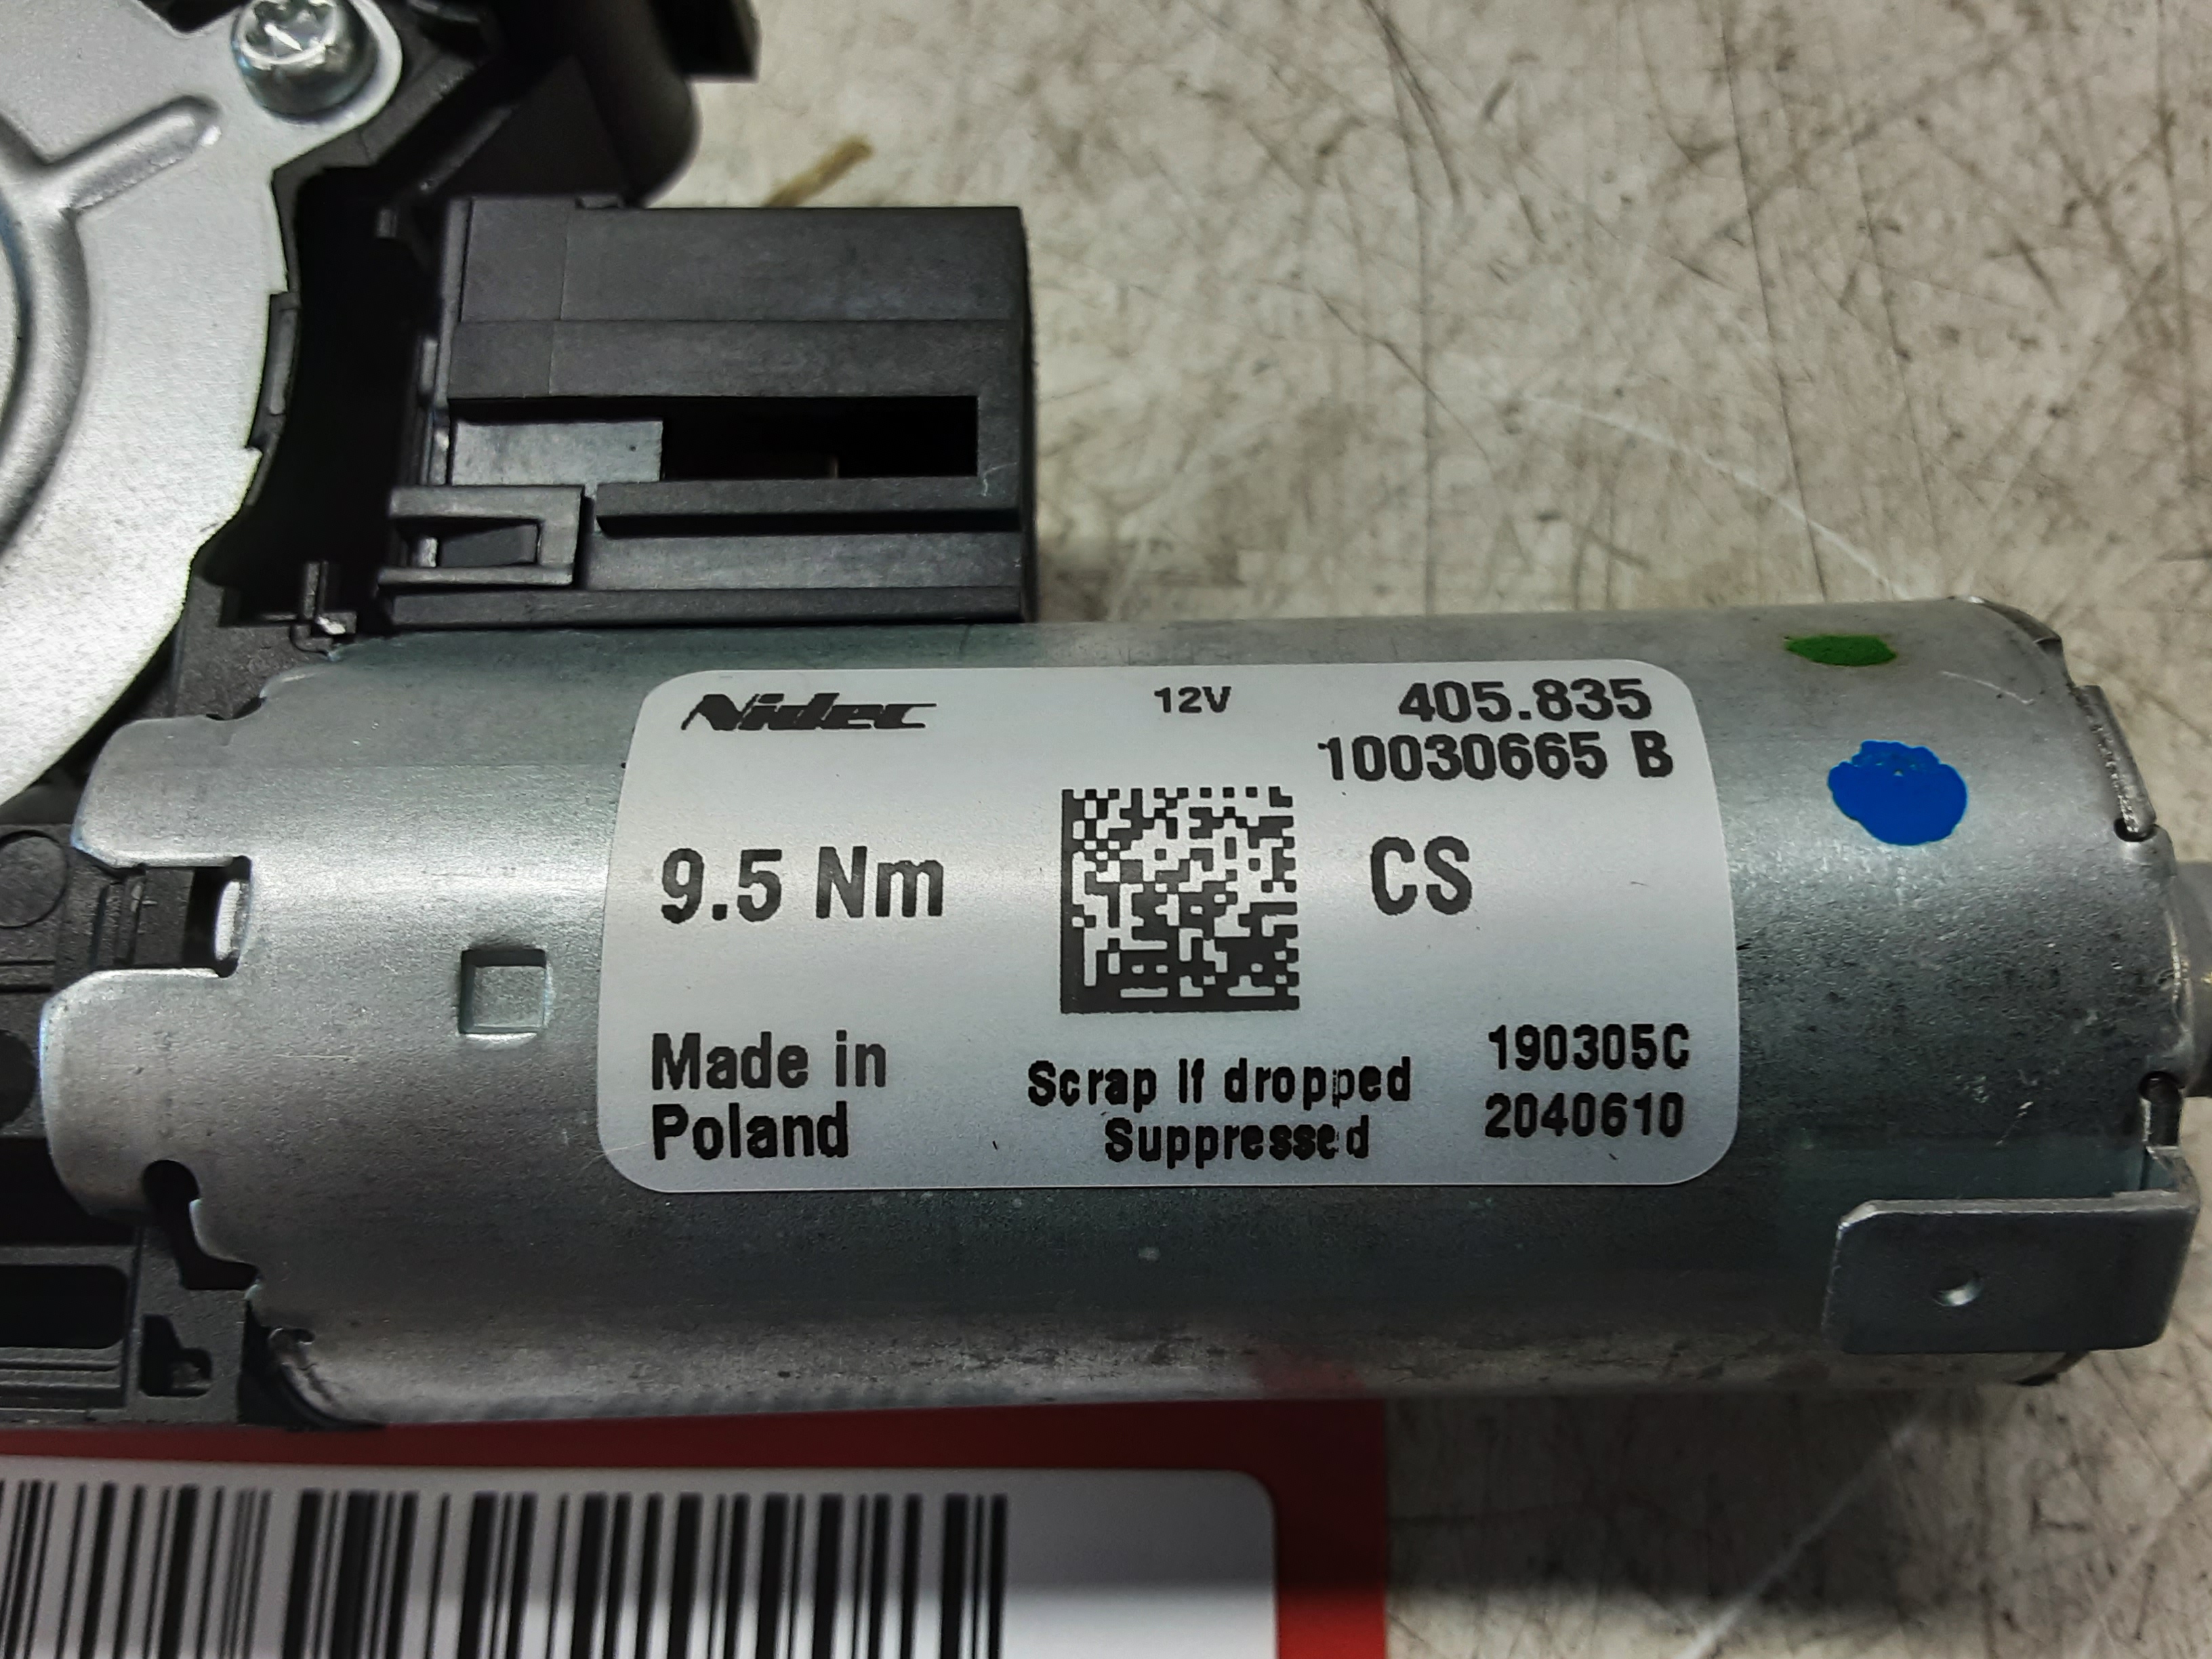 Nidec 12V 405.835
10030665 B
9.5 Nm CS
Made in
Poland
Scrap If dropped
Suppressed
190305C
2040610